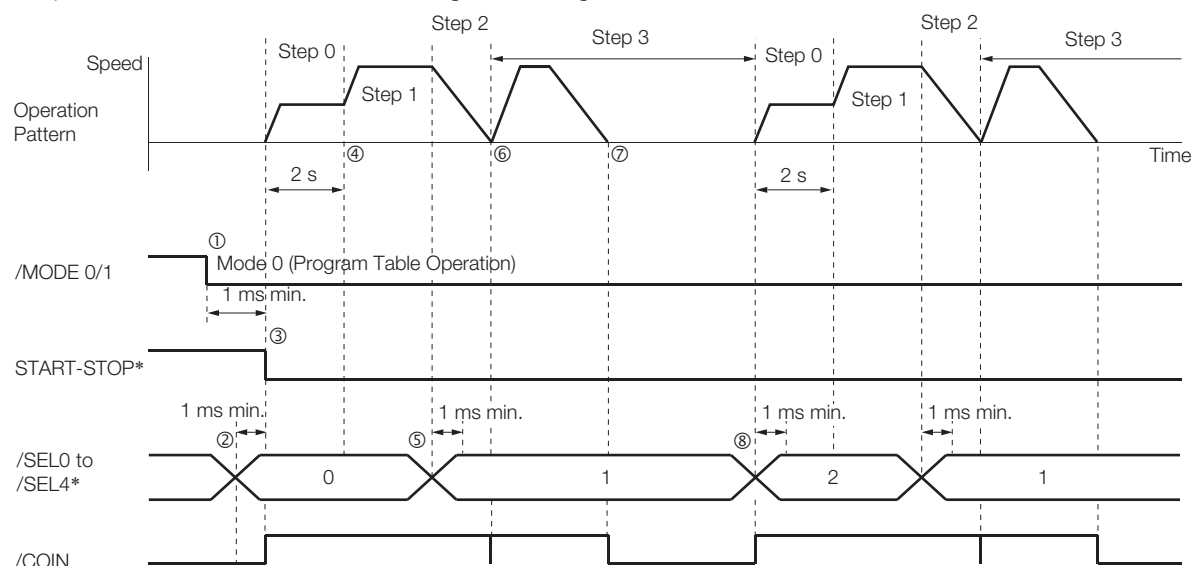 Step 2
Step 0
Step 3
Step 0
Step 2
Step 3
Speed
Step 1
Step 1
Operation
Pattern
④
⑥
⑦
Time
2 s
2 s
①
/MODE 0/1
Mode 0 (Program Table Operation)
1 ms min.
③
START-STOP*
1 ms min.
1 ms min.
1 ms min.
1 ms min.
②
⑤
⑧
/SEL0 to
/SEL4*
0
1
2
1
/COIN